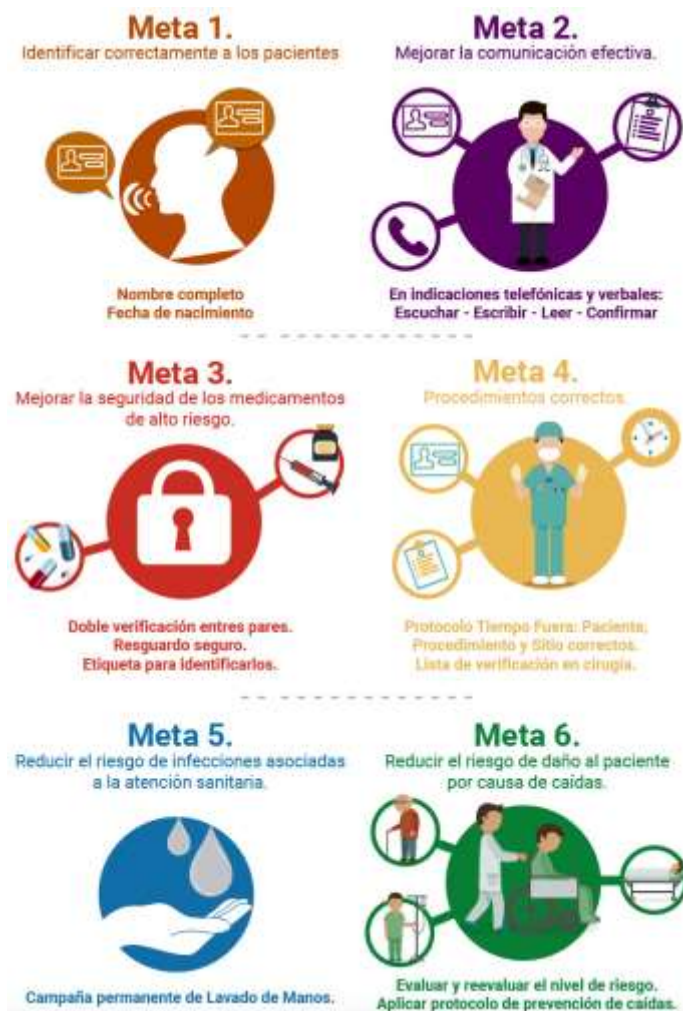 Meta 1.
Identificar correctamente a los pacientes
Nombre completo
Fecha de nacimiento
Meta 2.
Mejorar la comunicación efectiva.
En indicaciones telefónicas y verbales:
Escuchar - Escribir - Leer - Confirmar
Meta 3.
Mejorar la seguridad de los medicamentos
de alto riesgo.
Doble verificación entres pares.
Resguardo seguro.
Etiqueta para identificarlos.
Meta 4.
Procedimientos correctos.
Protocolo Tiempo Fuera: Paciente,
Procedimiento y Sitio correctos.
Lista de verificación en cirugía.
Meta 5.
Reducir el riesgo de infecciones asociadas
a la atención sanitaria.
Campaña permanente de Lavado de Manos.
Meta 6.
Reducir el riesgo de daño al paciente
por causa de caídas.
Evaluar y reevaluar el nivel de riesgo.
Aplicar protocolo de prevención de caídas.